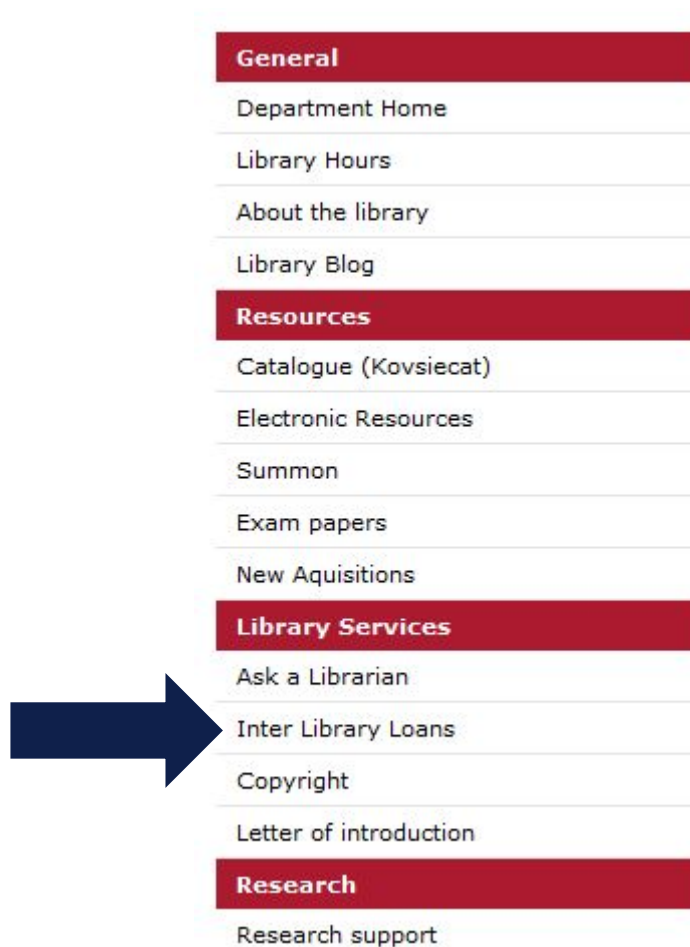 General
Department Home
Library Hours
About the library
Library Blog
Resources
Catalogue (Kovsiecat)
Electronic Resources
Summon
Exam papers
New Aquisitions
Library Services
Ask a Librarian
Inter Library Loans
Copyright
Letter of introduction
Research
Research support